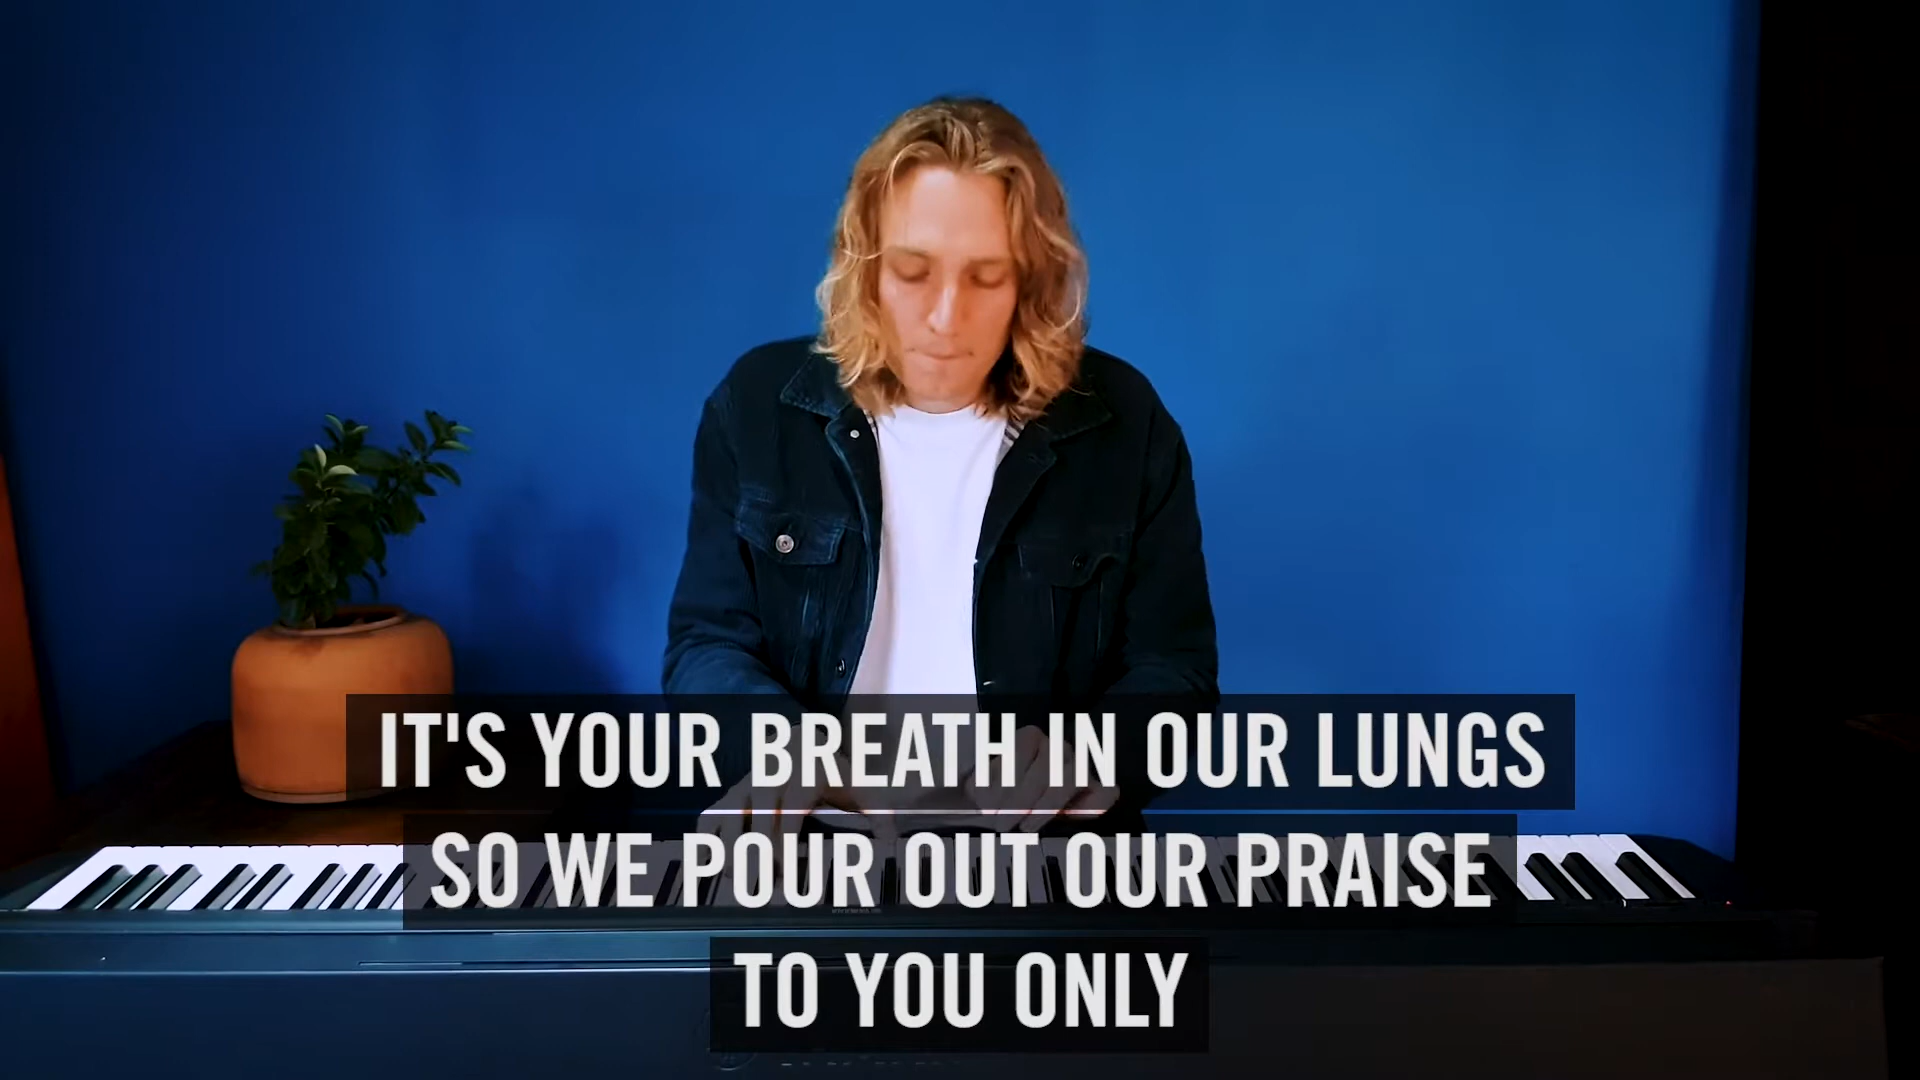 IT'S YOUR BREATH IN OUR LUNGS
SO WE POUR OUT OUR PRAISE
TO YOU ONLY